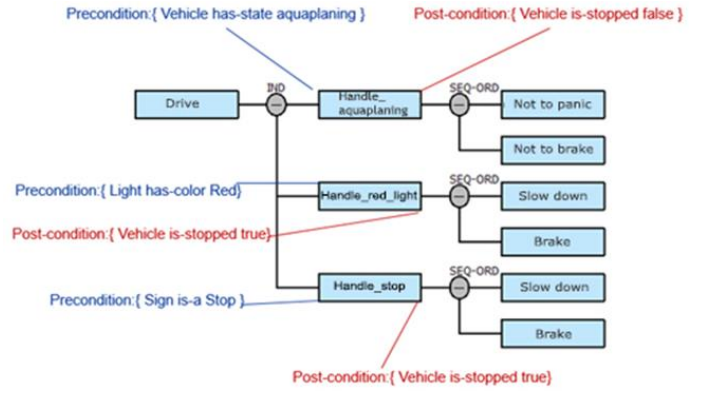 Precondition:{ Vehicle has-state aquaplaning }
Post-condition:{ Vehicle is-stopped false }
IND
SEQ-ORD
Drive
Handle_
aquaplaning
Not to panic
Not to brake
SEQ-ORD
Precondition:{ Light has-color Red}
Handle_red_light
Slow down
Post-condition:{ Vehicle is-stopped true}
Brake
SEQ-ORD
Precondition:{ Sign is-a Stop }
Handle_stop
Slow down
Brake
Post-condition:{ Vehicle is-stopped true}